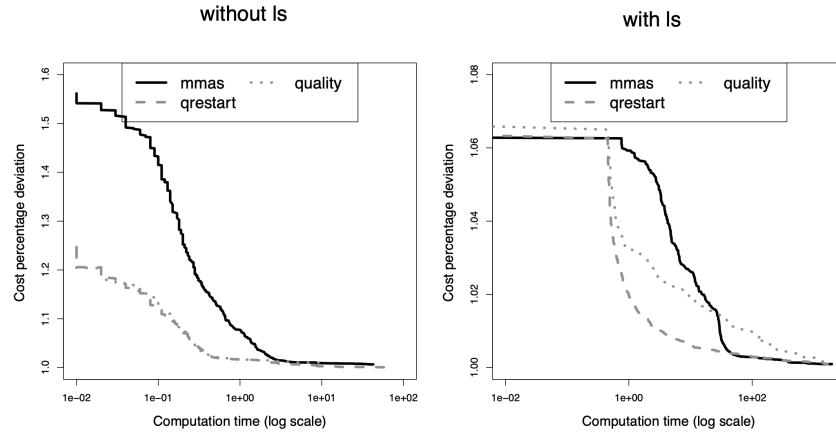 without ls
mmas
quality
qrestart
Cost percentage deviation
1.0
1.1
1.2
1.3
1.4
1.5
1.6
1e−02
1e−01
1e+00
1e+01
1e+02
Computation time (log scale)
with ls
mmas
quality
qrestart
Cost percentage deviation
1.00
1.02
1.04
1.06
1.08
1e−02
1e+00
1e+02
Computation time (log scale)